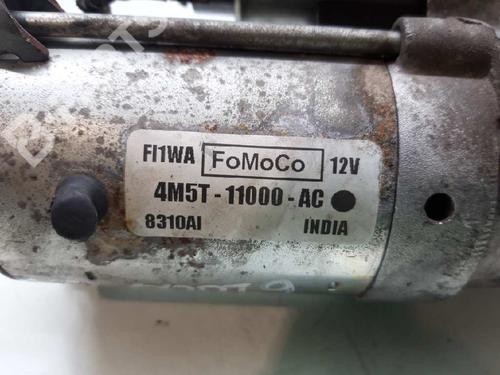 FI1WA FoMoCo 12V
4M5T - 11000 - AC
8310AI INDIA